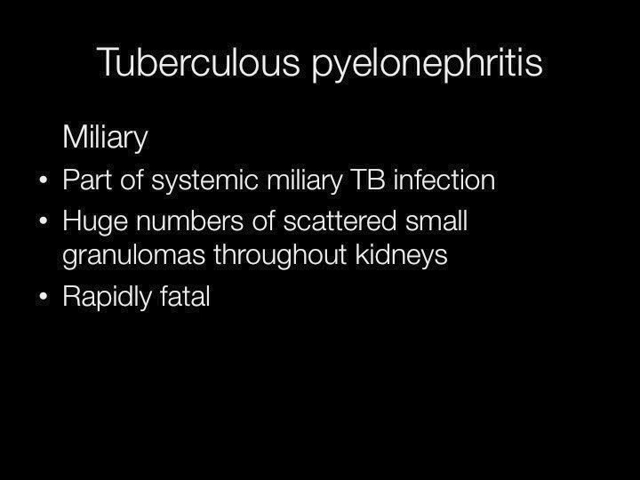 Tuberculous pyelonephritis
Miliary
• Part of systemic miliary TB infection
• Huge numbers of scattered small
granulomas throughout kidneys
• Rapidly fatal